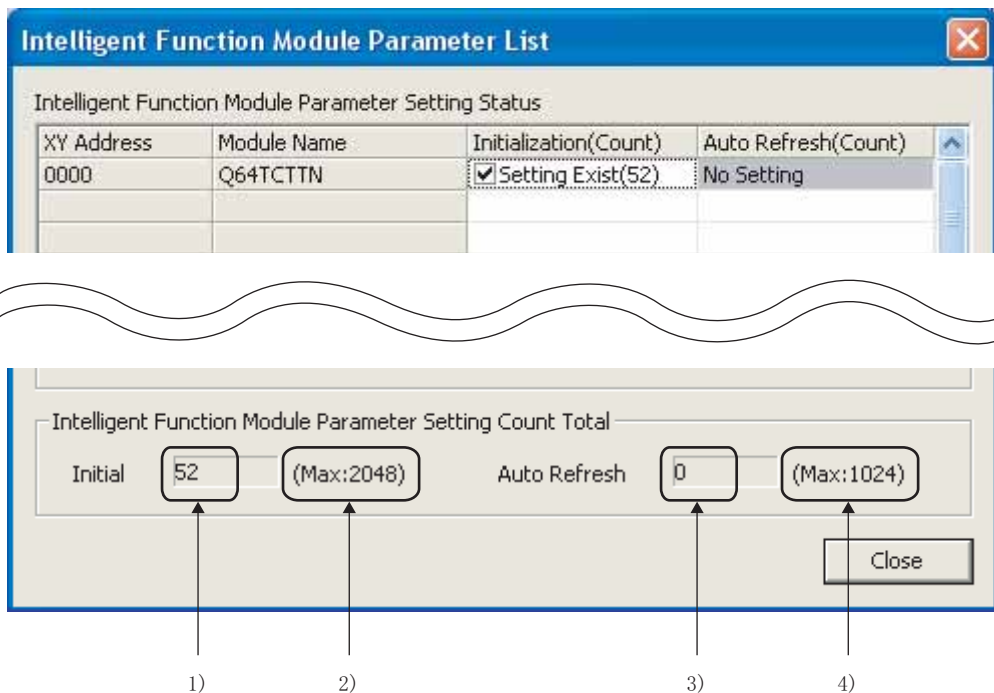 Intelligent Function Module Parameter List
Intelligent Function Module Parameter Setting Status
XY Address Module Name Initialization(Count) Auto Refresh(Count)
0000 Q64TCTTN Setting Exist(52) No Setting
Intelligent Function Module Parameter Setting Count Total
Initial 52 (Max:2048) Auto Refresh 0 (Max:1024)
Close
1) 2) 3) 4)